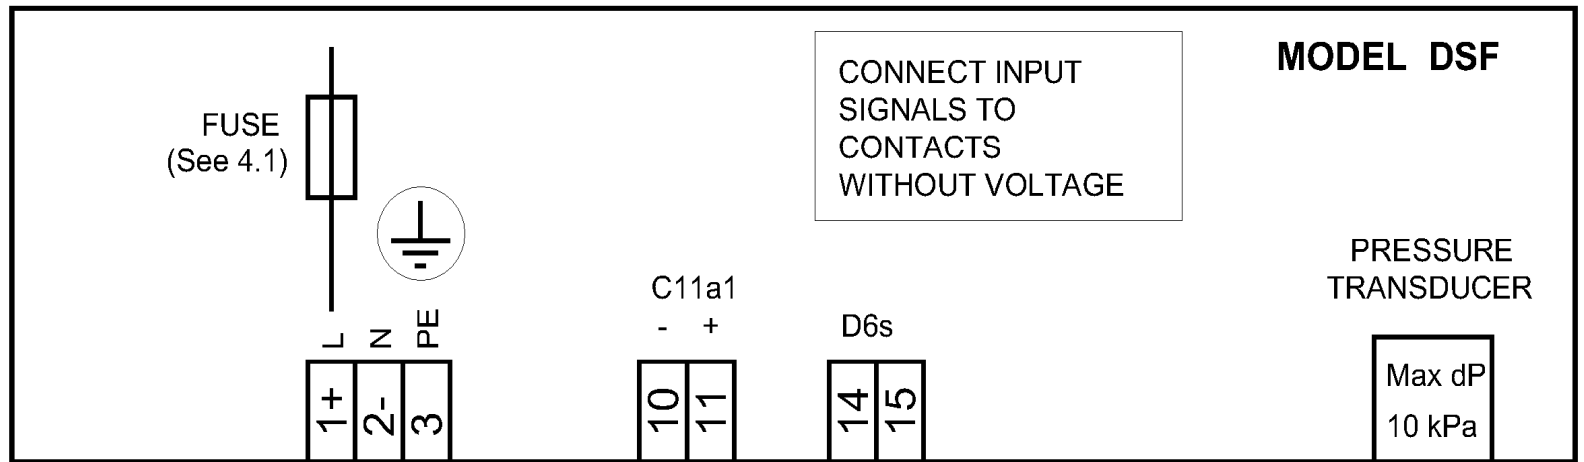 MODEL DSF
CONNECT INPUT
SIGNALS TO
CONTACTS
WITHOUT VOLTAGE
FUSE
(See 4.1)
PRESSURE
TRANSDUCER
C11a1
- +
D6s
L N PE
1+ 2- 3
10 11
14 15
Max dP
10 kPa